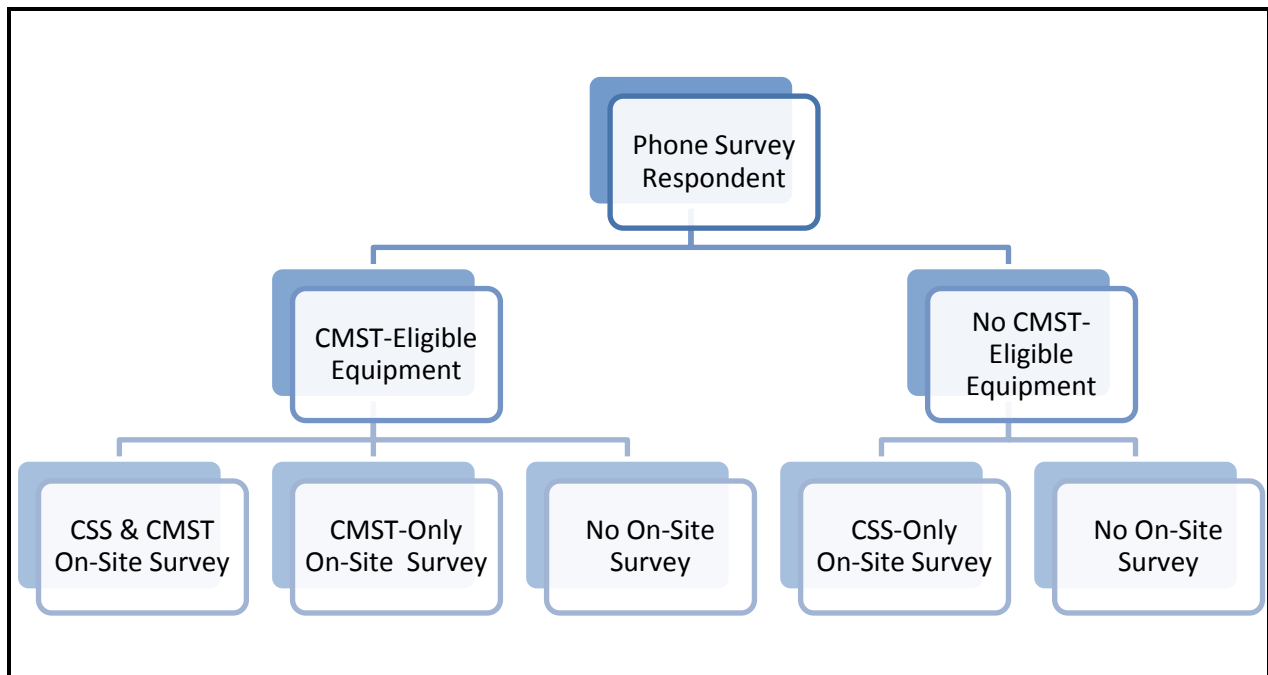 Phone Survey
Respondent
CMST-Eligible
Equipment
No CMST-
Eligible
Equipment
CSS & CMST
On-Site Survey
CMST-Only
On-Site  Survey
No On-Site
Survey
CSS-Only
On-Site Survey
No On-Site
Survey